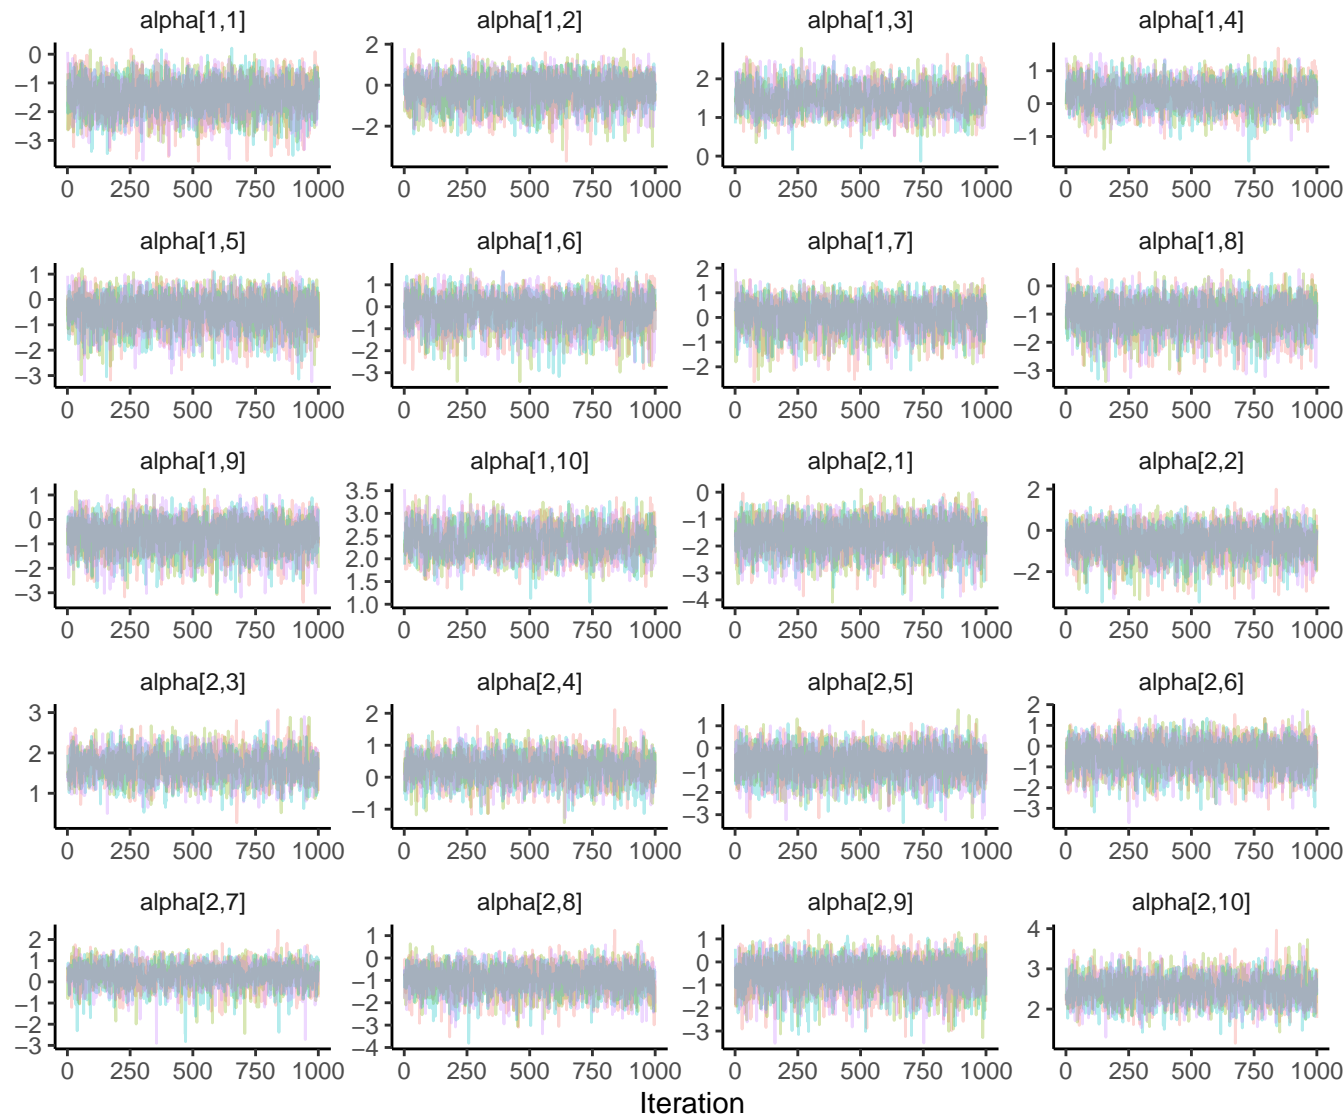 alpha[1,1] alpha[1,2] alpha[1,3] alpha[1,4]
0 −1 −2 −3 2 0 −2 2 1 0 1 0 −1
0 250 500 750 1000 0 250 500 750 1000 0 250 500 750 1000 0 250 500 750 1000
alpha[1,5] alpha[1,6] alpha[1,7] alpha[1,8]
1 0 −1 −2 −3 1 0 −1 −2 −3 2 1 0 −1 −2 0 −1 −2 −3
0 250 500 750 1000 0 250 500 750 1000 0 250 500 750 1000 0 250 500 750 1000
alpha[1,9] alpha[1,10] alpha[2,1] alpha[2,2]
1 0 −1 −2 −3 3.5 3.0 2.5 2.0 1.5 1.0 0 −1 −2 −3 −4 2 0 −2
0 250 500 750 1000 0 250 500 750 1000 0 250 500 750 1000 0 250 500 750 1000
alpha[2,3] alpha[2,4] alpha[2,5] alpha[2,6]
3 2 1 2 1 0 −1 1 0 −1 −2 −3 2 1 0 −1 −2 −3
0 250 500 750 1000 0 250 500 750 1000 0 250 500 750 1000 0 250 500 750 1000
alpha[2,7] alpha[2,8] alpha[2,9] alpha[2,10]
2 1 0 −1 −2 −3 1 0 −1 −2 −3 −4 1 0 −1 −2 −3 4 3 2
0 250 500 750 1000 0 250 500 750 1000 0 250 500 750 1000 0 250 500 750 1000
Iteration